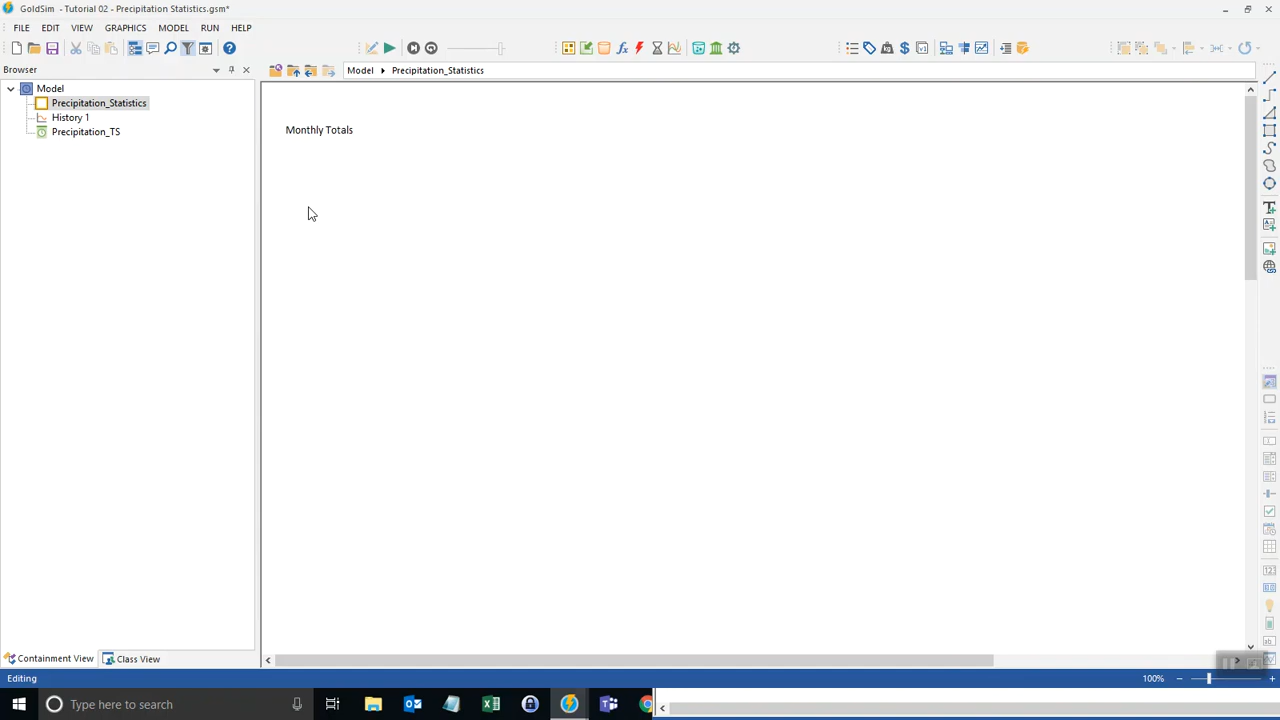 GoldSim - Tutorial 02 - Precipitation Statistics.gsm*
FILE EDIT VIEW GRAPHICS MODEL RUN HELP
Browser
Model Precipitation_Statistics
Model
Precipitation_Statistics
History 1
Precipitation_TS
Monthly Totals
Containment View Class View
Editing
100%
Type here to search